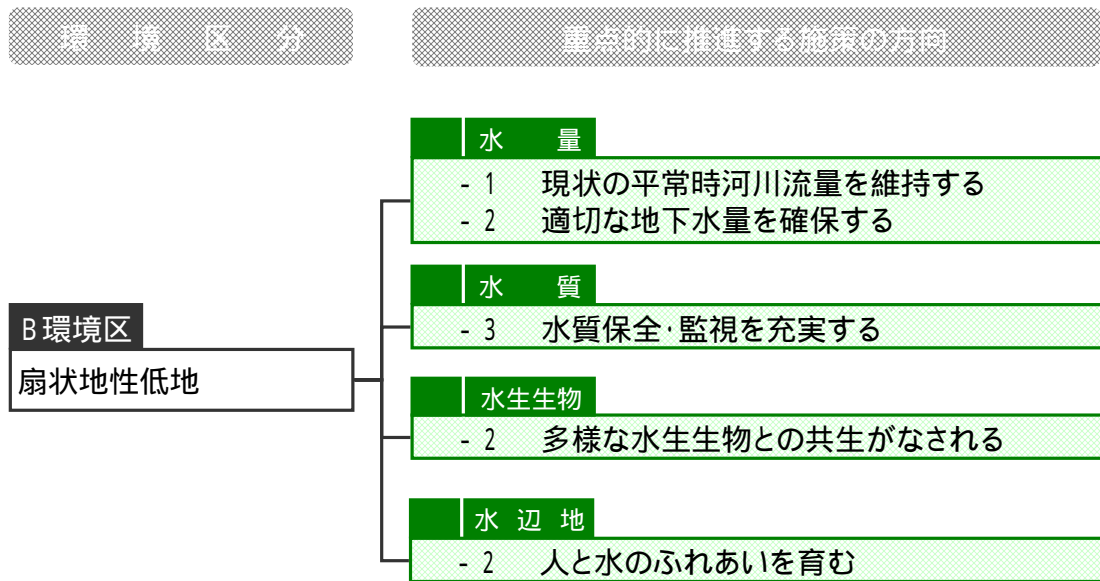 環 境 区 分
重点的に推進する施策の方向
水 量
- 1 現状の平常時河川流量を維持する
- 2 適切な地下水量を確保する
水 質
- 3 水質保全・監視を充実する
B環境区
扇状地性低地
水生生物
- 2 多様な水生生物との共生がなされる
水 辺 地
- 2 人と水のふれあいを育む